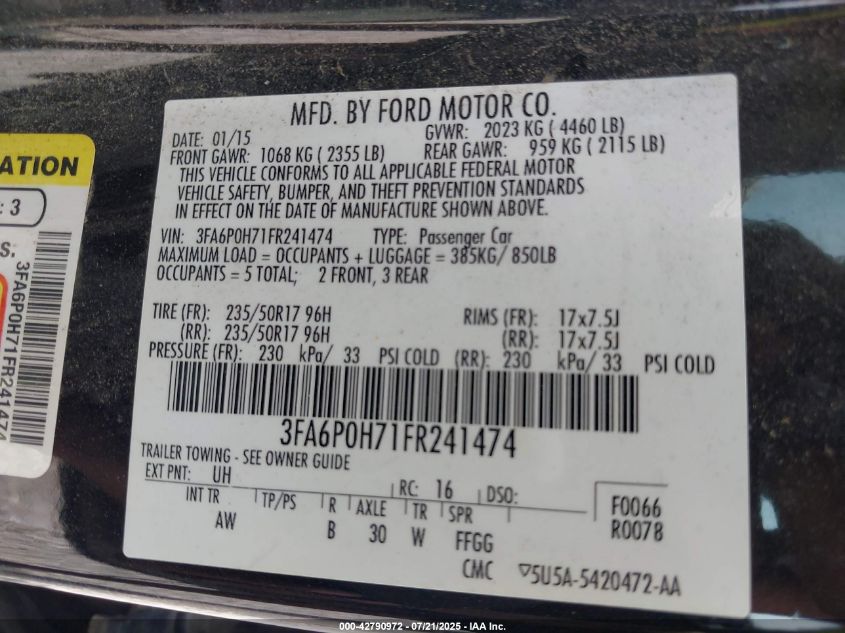 MFD. BY FORD MOTOR CO.
DATE: 01/15 GVWR: 2023 KG ( 4460 LB)
FRONT GAWR: 1068 KG ( 2355 LB) REAR GAWR: 959 KG ( 2115 LB)
THIS VEHICLE CONFORMS TO ALL APPLICABLE FEDERAL MOTOR
VEHICLE SAFETY, BUMPER, AND THEFT PREVENTION STANDARDS
IN EFFECT ON THE DATE OF MANUFACTURE SHOWN ABOVE.
VIN: 3FA6P0H71FR241474 TYPE: Passenger Car
MAXIMUM LOAD = OCCUPANTS + LUGGAGE = 385KG/ 850LB
OCCUPANTS = 5 TOTAL; 2 FRONT, 3 REAR
TIRE (FR): 235/50R17 96H RIMS (FR): 17x7.5J
(RR): 235/50R17 96H (RR): 17x7.5J
PRESSURE (FR): 230 kPa/ 33 PSI COLD (RR): 230 kPa/ 33 PSI COLD
3FA6P0H71FR241474
TRAILER TOWING - SEE OWNER GUIDE
EXT PNT: UH RC: 16 DSO:
INT TR TP/PS R AXLE TR SPR
AW B 30 W FFGG
F0066
R0078
CMC ▽5U5A-5420472-AA
ATION
: 3
S.
3FA6P0H71FR241474
000-42790972 - 07/21/2025 - IAA Inc.